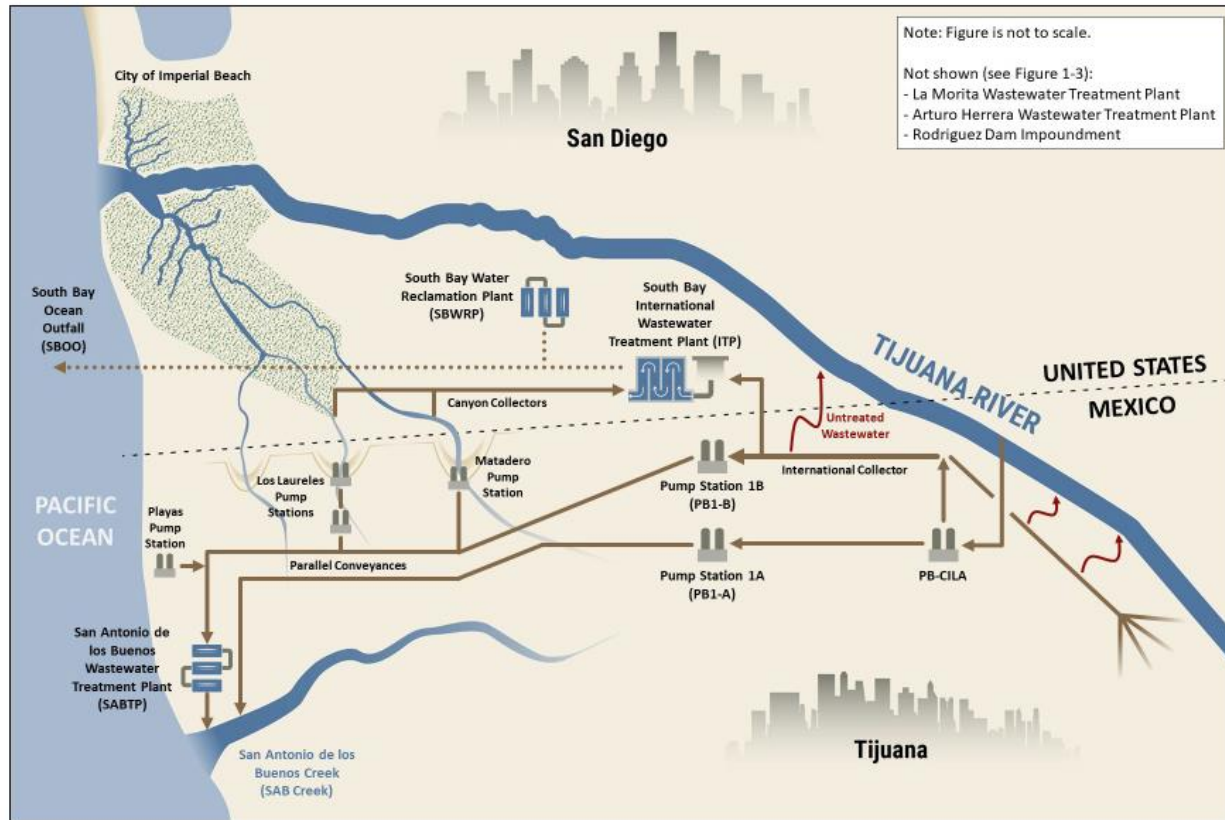 Note: Figure is not to scale.
Not shown (see Figure 1-3):
- La Morita Wastewater Treatment Plant
- Arturo Herrera Wastewater Treatment Plant
- Rodriguez Dam Impoundment
City of Imperial Beach
San Diego
South Bay
Ocean
Outfall
(SBOO)
South Bay Water
Reclamation Plant
(SBWRP)
South Bay
International
Wastewater
Treatment Plant (ITP)
TIJUANA RIVER
UNITED STATES
MEXICO
Canyon Collectors
Untreated
Wastewater
International Collector
PACIFIC
OCEAN
Los Laureles
Pump
Stations
Matadero
Pump
Station
Pump Station 1B
(PB1-B)
Playas
Pump
Station
Parallel Conveyances
Pump Station 1A
(PB1-A)
PB-CILA
San Antonio de
los Buenos
Wastewater
Treatment Plant
(SABTP)
San Antonio de los
Buenos Creek
(SAB Creek)
Tijuana